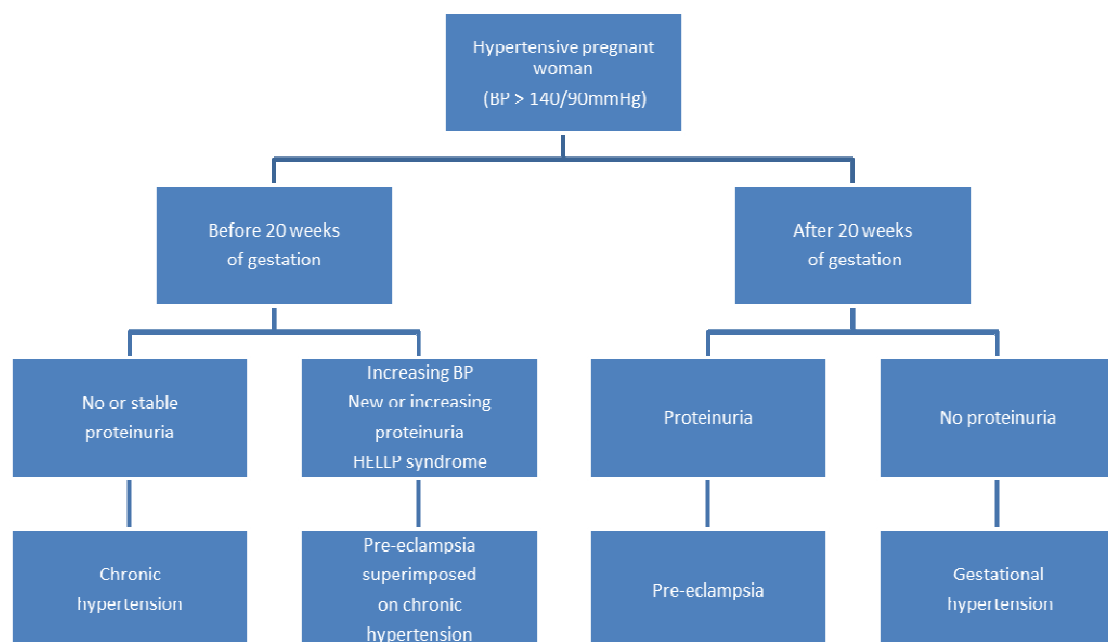 Hypertensive pregnant
woman
(BP > 140/90mmHg)
Before 20 weeks
of gestation
After 20 weeks
of gestation
No or stable
proteinuria
Increasing BP
New or increasing
proteinuria
HELLP syndrome
Proteinuria
No proteinuria
Chronic
hypertension
Pre-eclampsia
superimposed
on chronic
hypertension
Pre-eclampsia
Gestational
hypertension